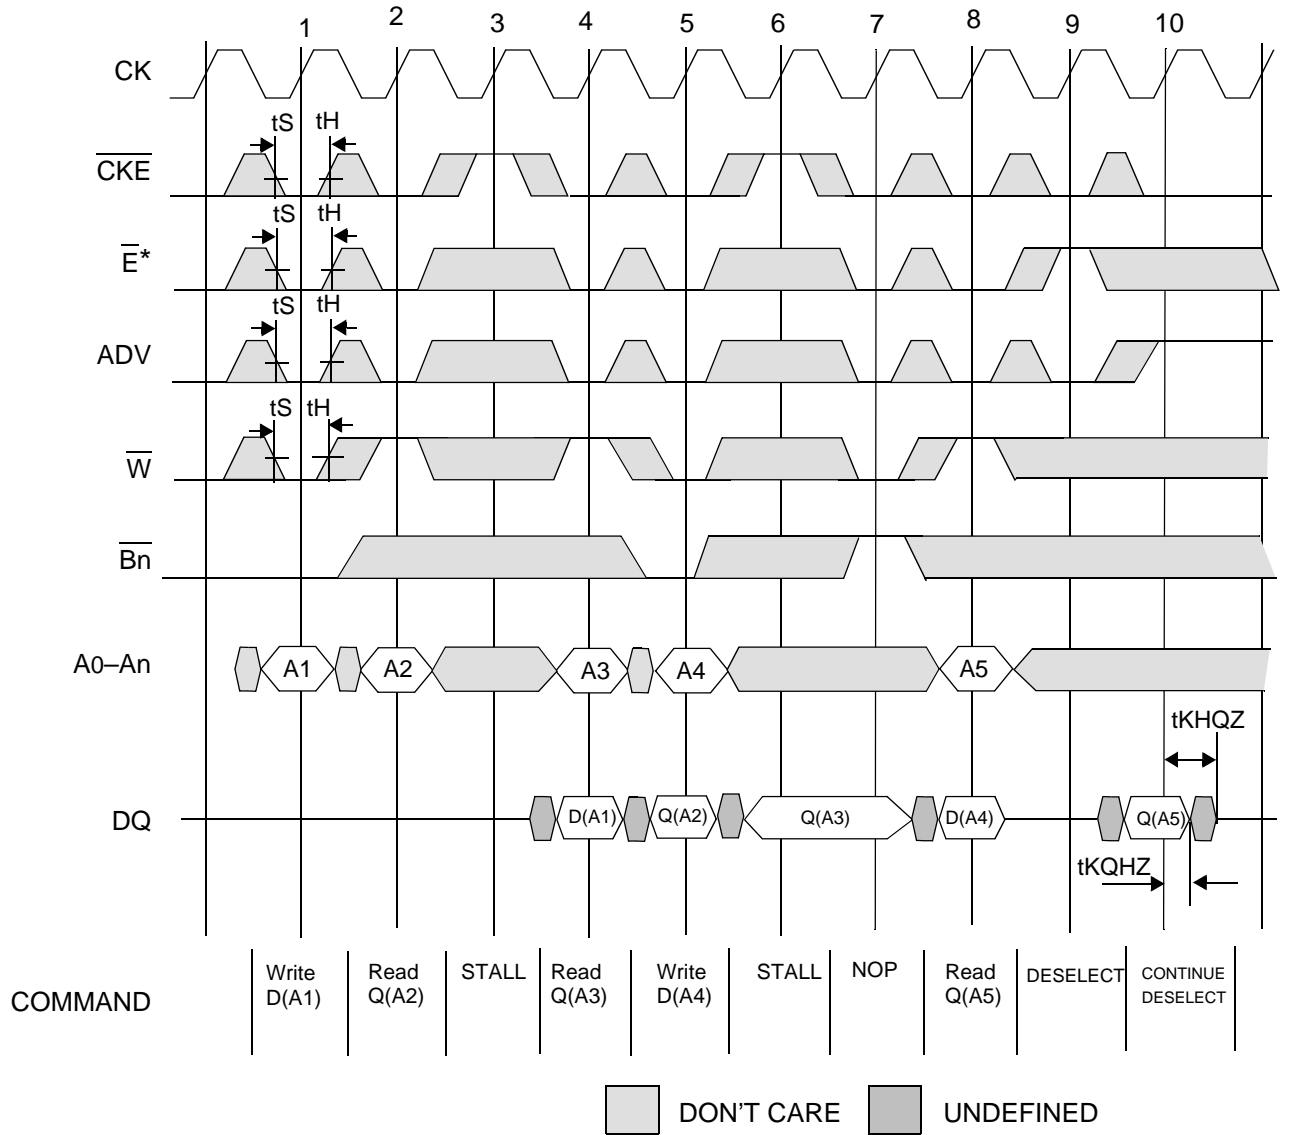 1 2 3 4 5 6 7 8 9 10
CK
tS tH
CKE
tS tH
E*
tS tH
ADV
tS tH
W
Bn
A0–An A1 A2 A3 A4 A5
tKHQZ
DQ D(A1) Q(A2) Q(A3) D(A4) Q(A5)
tKQHZ
COMMAND
Write
D(A1)
Read
Q(A2)
STALL
Read
Q(A3)
Write
D(A4)
STALL
NOP
Read
Q(A5)
DESELECT
CONTINUE
DESELECT
DON'T CARE
UNDEFINED